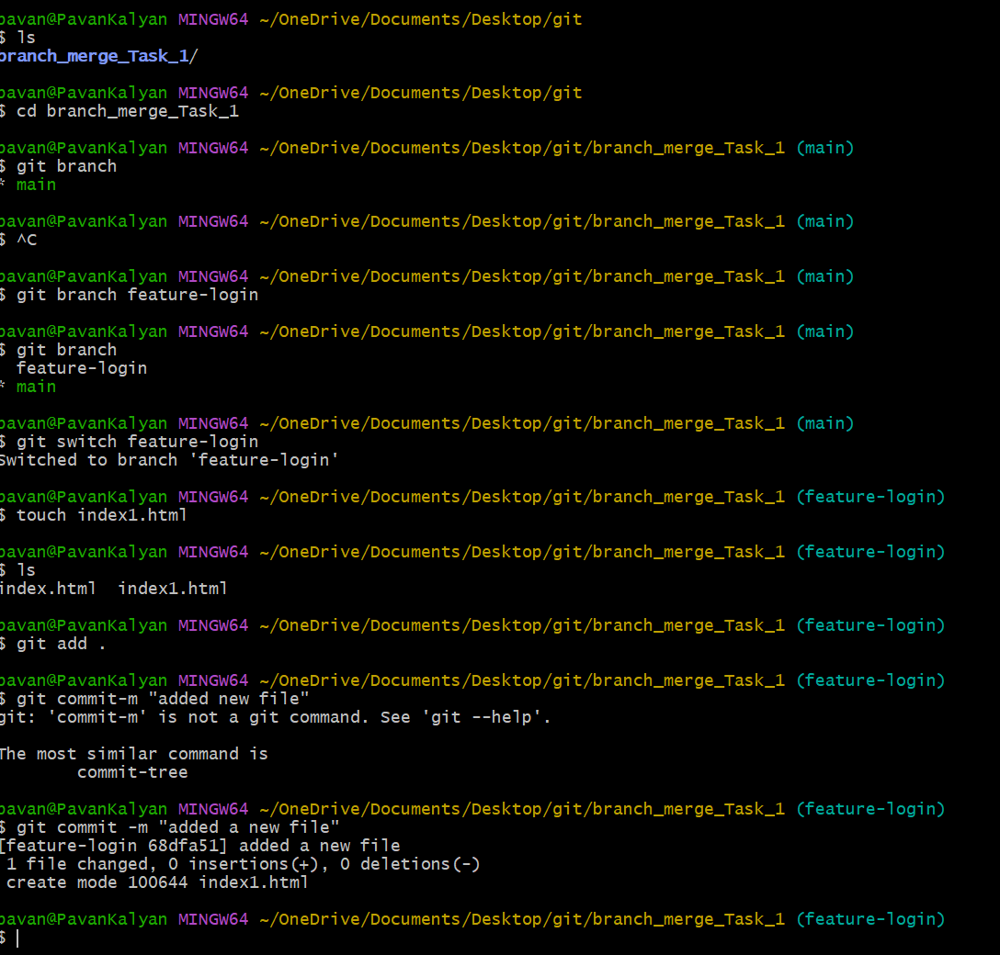 pavan@PavanKalyan MINGW64 ~/OneDrive/Documents/Desktop/git
$ ls
branch_merge_Task_1/
pavan@PavanKalyan MINGW64 ~/OneDrive/Documents/Desktop/git
$ cd branch_merge_Task_1
pavan@PavanKalyan MINGW64 ~/OneDrive/Documents/Desktop/git/branch_merge_Task_1 (main)
$ git branch
* main
pavan@PavanKalyan MINGW64 ~/OneDrive/Documents/Desktop/git/branch_merge_Task_1 (main)
$ ^C
pavan@PavanKalyan MINGW64 ~/OneDrive/Documents/Desktop/git/branch_merge_Task_1 (main)
$ git branch feature-login
pavan@PavanKalyan MINGW64 ~/OneDrive/Documents/Desktop/git/branch_merge_Task_1 (main)
$ git branch
  feature-login
* main
pavan@PavanKalyan MINGW64 ~/OneDrive/Documents/Desktop/git/branch_merge_Task_1 (main)
$ git switch feature-login
Switched to branch 'feature-login'
pavan@PavanKalyan MINGW64 ~/OneDrive/Documents/Desktop/git/branch_merge_Task_1 (feature-login)
$ touch index1.html
pavan@PavanKalyan MINGW64 ~/OneDrive/Documents/Desktop/git/branch_merge_Task_1 (feature-login)
$ ls
index.html  index1.html
pavan@PavanKalyan MINGW64 ~/OneDrive/Documents/Desktop/git/branch_merge_Task_1 (feature-login)
$ git add .
pavan@PavanKalyan MINGW64 ~/OneDrive/Documents/Desktop/git/branch_merge_Task_1 (feature-login)
$ git commit-m "added new file"
git: 'commit-m' is not a git command. See 'git --help'.
The most similar command is
        commit-tree
pavan@PavanKalyan MINGW64 ~/OneDrive/Documents/Desktop/git/branch_merge_Task_1 (feature-login)
$ git commit -m "added a new file"
[feature-login 68dfa51] added a new file
 1 file changed, 0 insertions(+), 0 deletions(-)
 create mode 100644 index1.html
pavan@PavanKalyan MINGW64 ~/OneDrive/Documents/Desktop/git/branch_merge_Task_1 (feature-login)
$